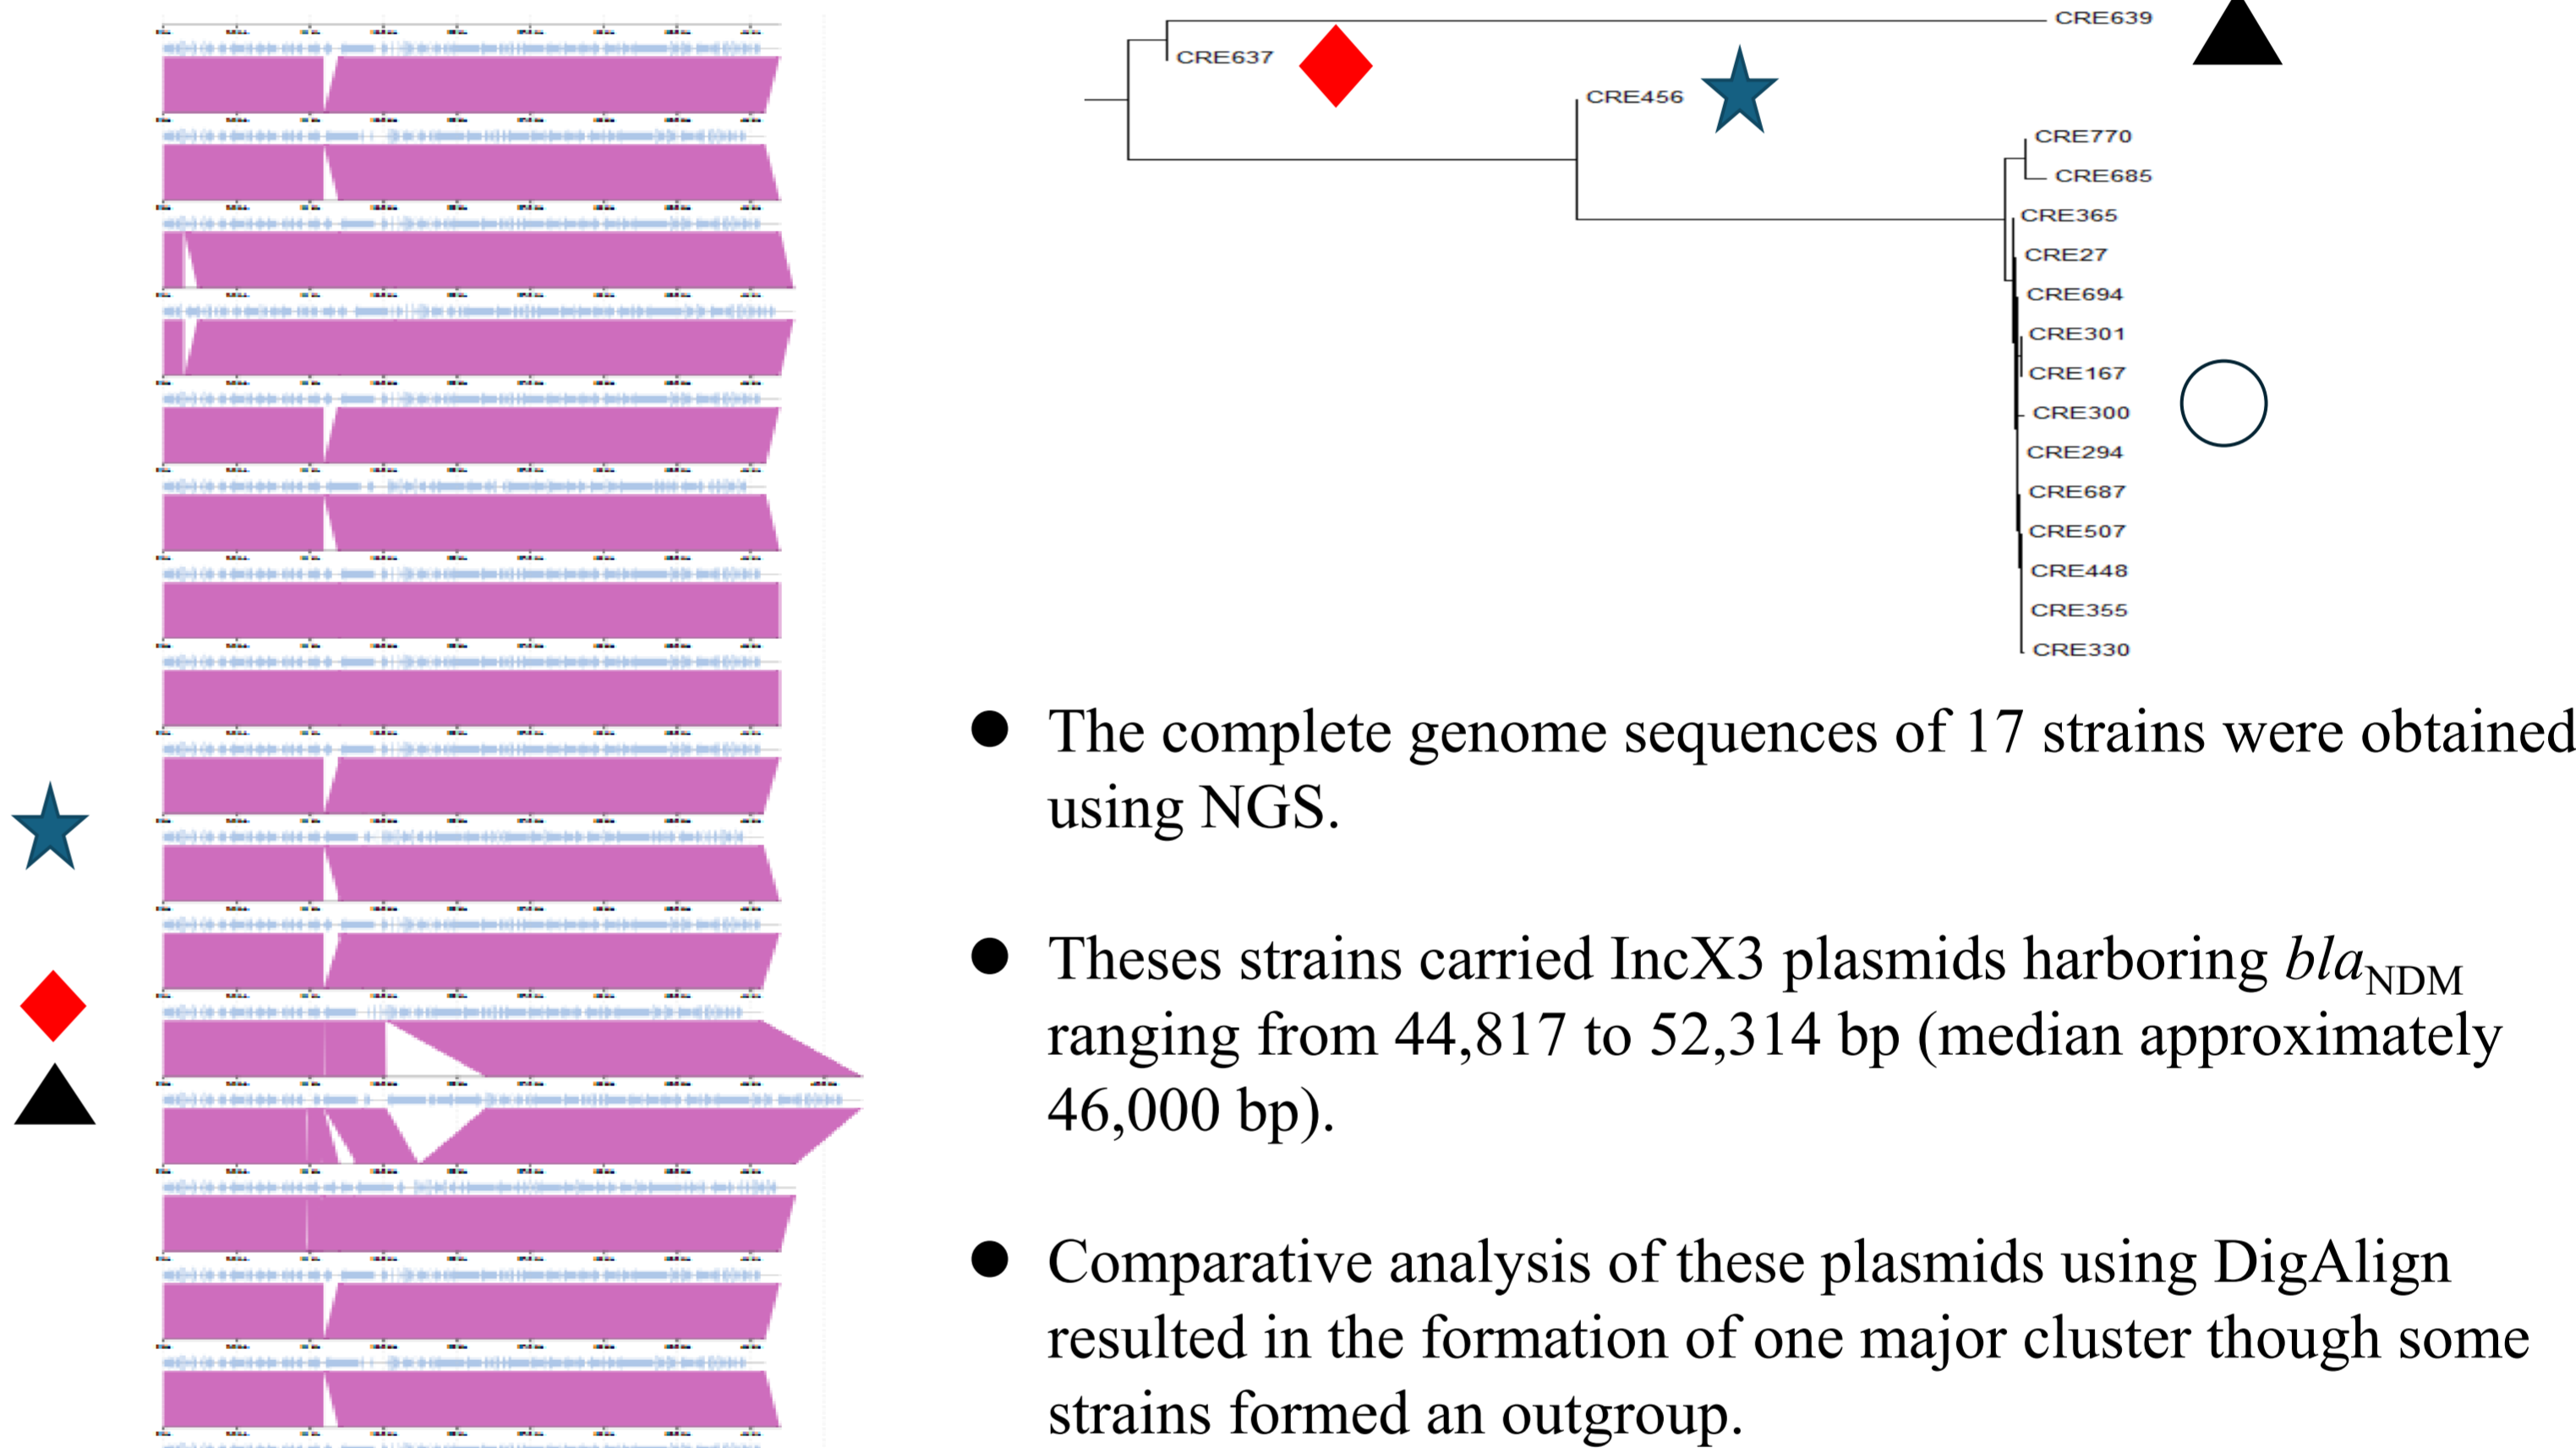 CRE639
CRE637
CRE456
CRE770
CRE685
CRE365
CRE27
CRE694
CRE301
CRE167
CRE300
CRE294
CRE687
CRE507
CRE448
CRE355
CRE330
● The complete genome sequences of 17 strains were obtained
using NGS.
● Theses strains carried IncX3 plasmids harboring blaNDM
ranging from 44,817 to 52,314 bp (median approximately
46,000 bp).
● Comparative analysis of these plasmids using DigAlign
resulted in the formation of one major cluster though some
strains formed an outgroup.